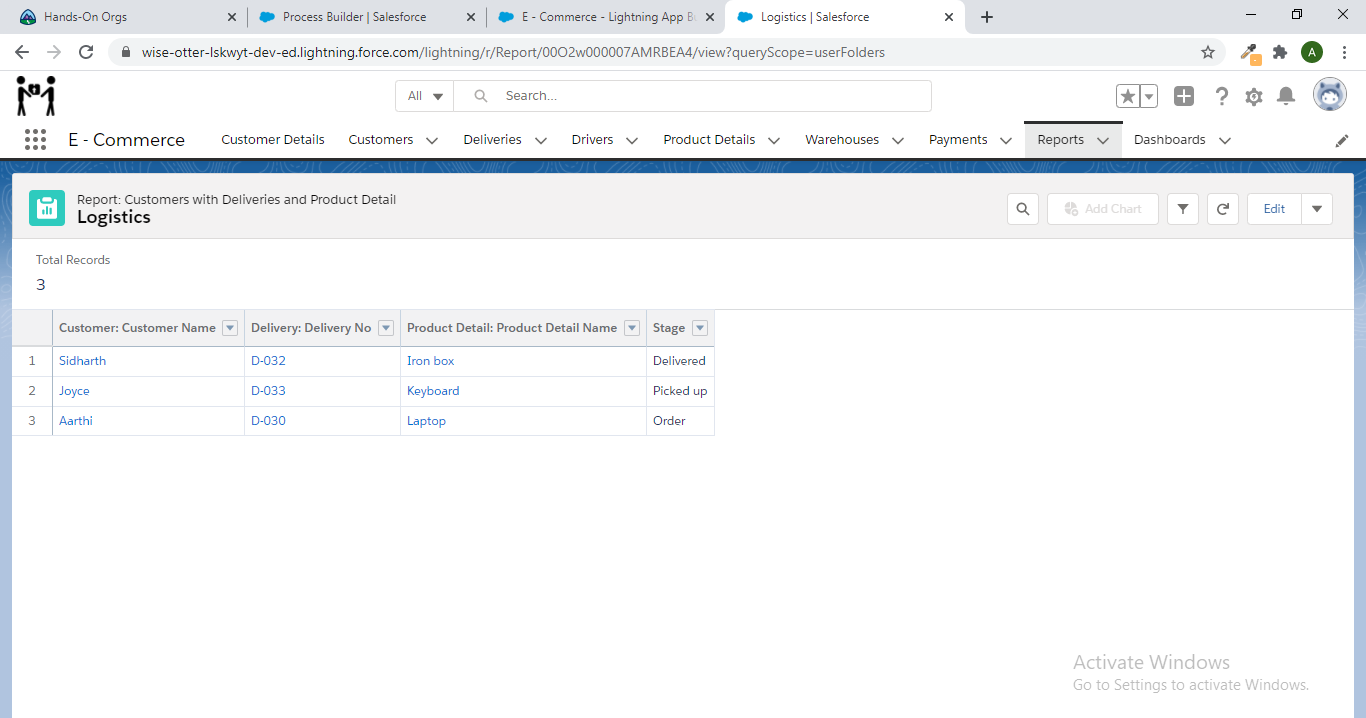 Hands-On Orgs
Process Builder | Salesforce
E - Commerce - Lightning App B
Logistics | Salesforce
wise-otter-lskwyt-dev-ed.lightning.force.com/lightning/r/Report/00O2w000007AMRBEA4/view?queryScope=userFolders
A
All
Search...
E - Commerce
Customer Details
Customers
Deliveries
Drivers
Product Details
Warehouses
Payments
Reports
Dashboards
Report: Customers with Deliveries and Product Detail
Logistics
Add Chart
Edit
Total Records
3
Customer: Customer Name Delivery: Delivery No Product Detail: Product Detail Name Stage
1 Sidharth D-032 Iron box Delivered
2 Joyce D-033 Keyboard Picked up
3 Aarthi D-030 Laptop Order
Activate Windows
Go to Settings to activate Windows.